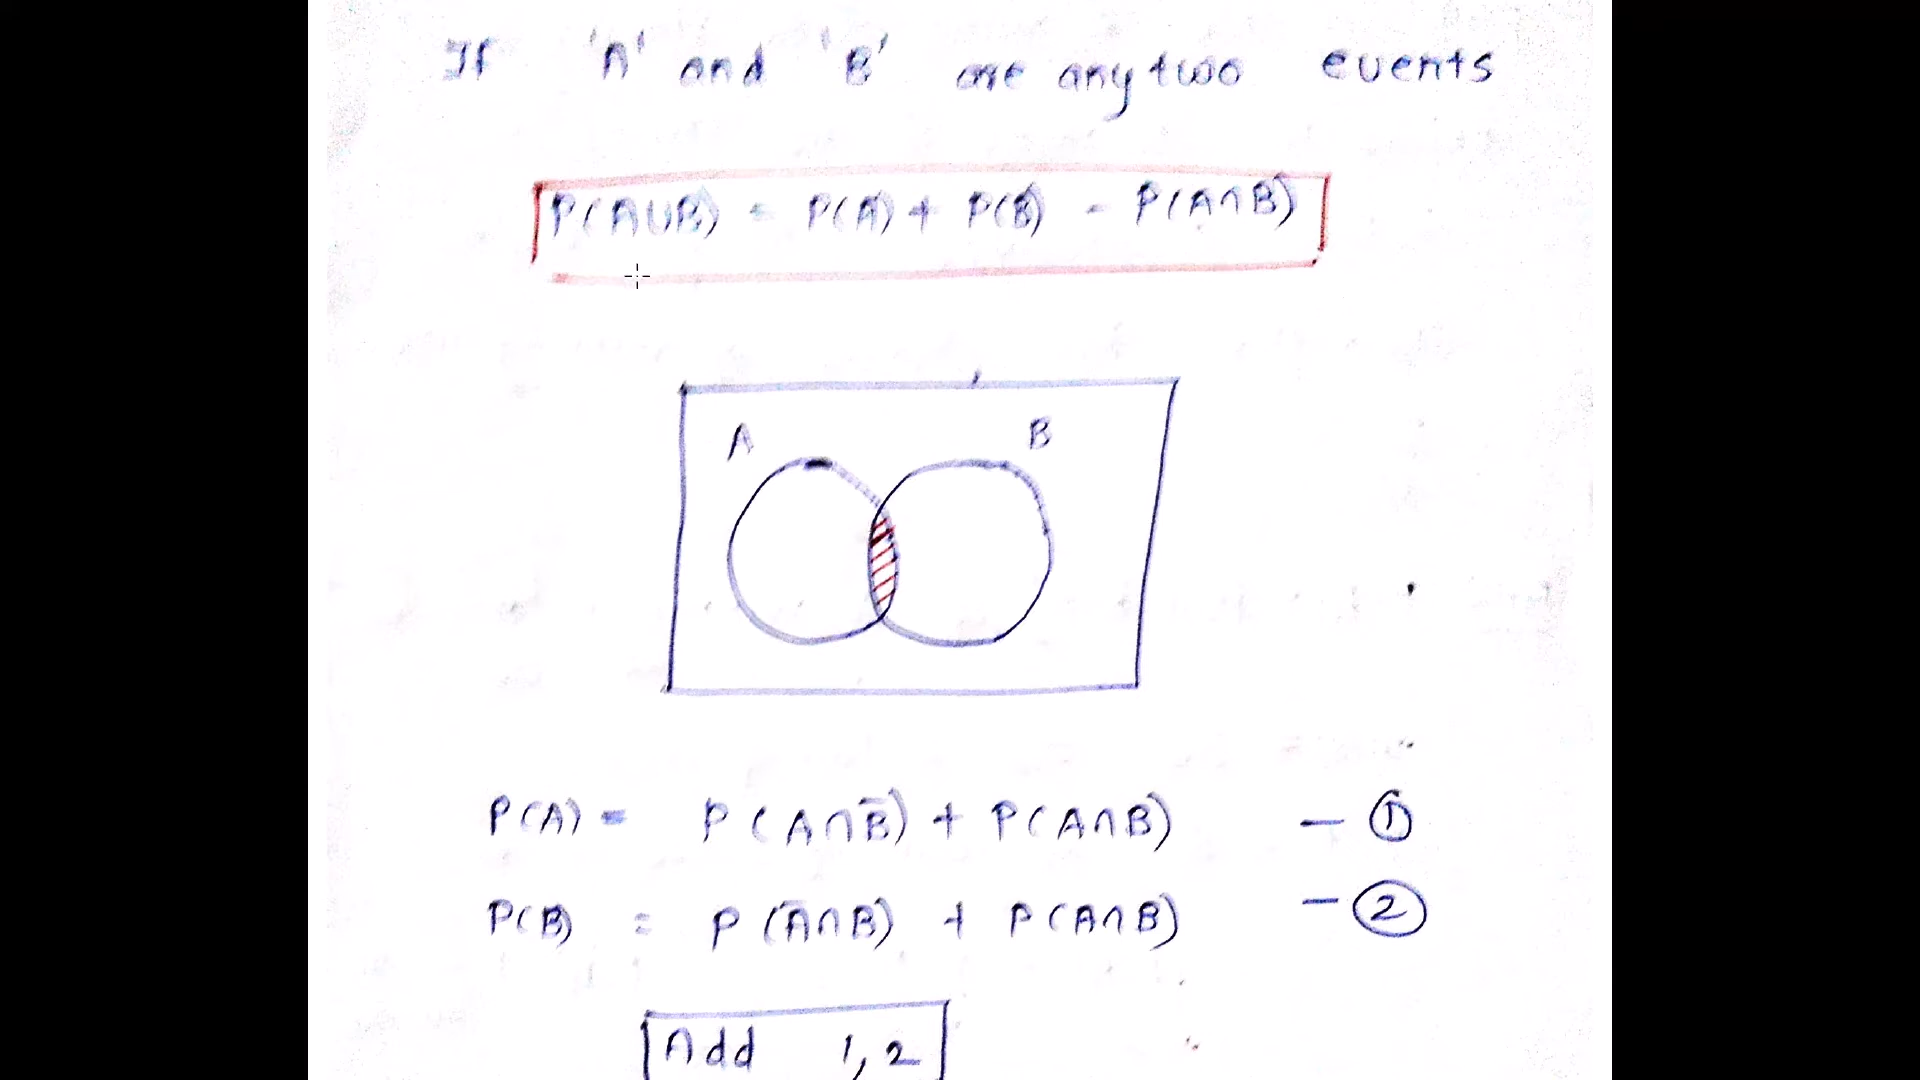 If 'A' and 'B' are any two events
P(A∪B) = P(A) + P(B) - P(A∩B)
A B
P(A) = P(A∩B̅) + P(A∩B) - ①
P(B) = P(A̅∩B) + P(A∩B) - ②
Add 1,2